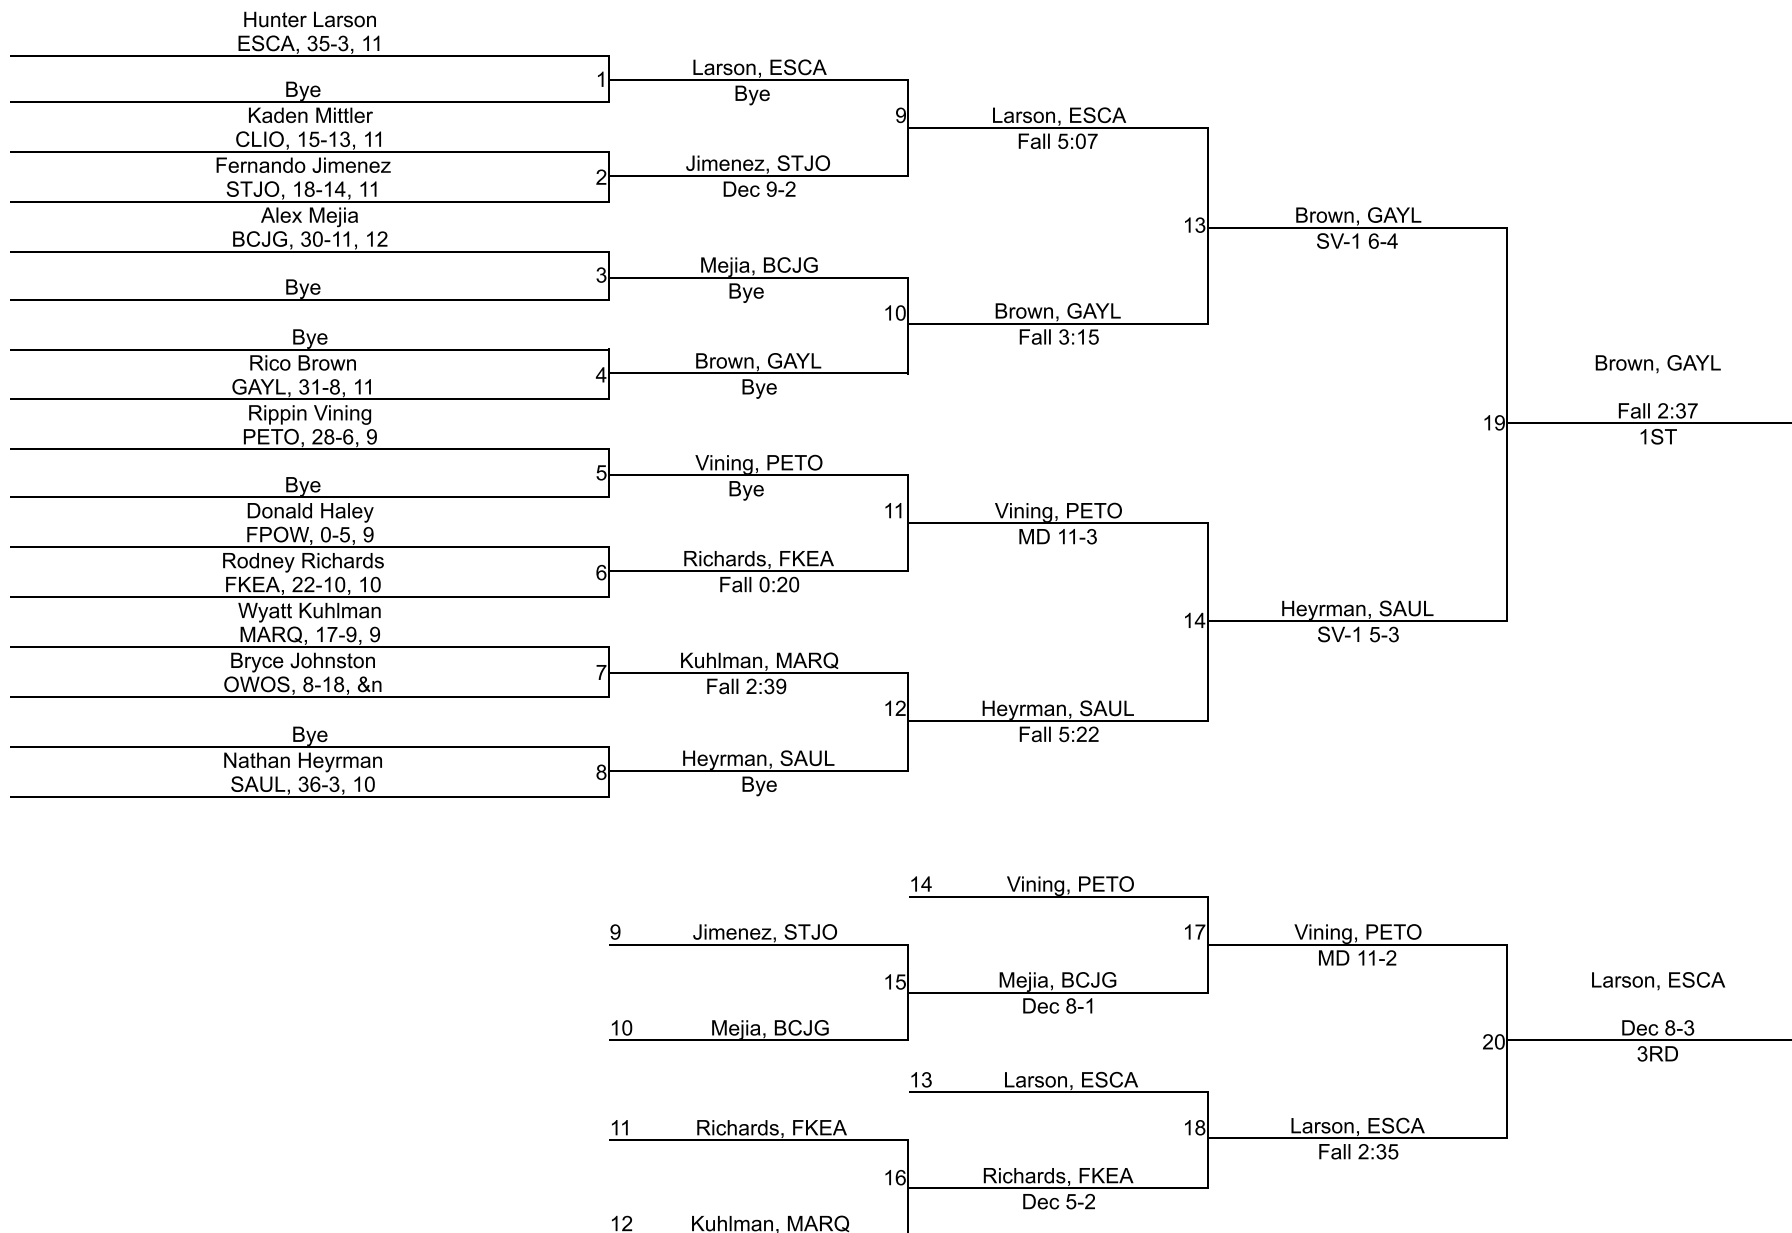 Hunter Larson
ESCA, 35-3, 11
Bye
Kaden Mittler
CLIO, 15-13, 11
Fernando Jimenez
STJO, 18-14, 11
Alex Mejia
BCJG, 30-11, 12
Bye
Bye
Rico Brown
GAYL, 31-8, 11
Rippin Vining
PETO, 28-6, 9
Bye
Donald Haley
FPOW, 0-5, 9
Rodney Richards
FKEA, 22-10, 10
Wyatt Kuhlman
MARQ, 17-9, 9
Bryce Johnston
OWOS, 8-18, &n
Bye
Nathan Heyrman
SAUL, 36-3, 10
1
2
3
4
5
6
7
8
Larson, ESCA
Bye
Jimenez, STJO
Dec 9-2
Mejia, BCJG
Bye
Brown, GAYL
Bye
Vining, PETO
Bye
Richards, FKEA
Fall 0:20
Kuhlman, MARQ
Fall 2:39
Heyrman, SAUL
Bye
9
10
11
12
Larson, ESCA
Fall 5:07
Brown, GAYL
Fall 3:15
Vining, PETO
MD 11-3
Heyrman, SAUL
Fall 5:22
13
14
Brown, GAYL
SV-1 6-4
Heyrman, SAUL
SV-1 5-3
19
Brown, GAYL
Fall 2:37
1ST
9 Jimenez, STJO
10 Mejia, BCJG
11 Richards, FKEA
12 Kuhlman, MARQ
15
16
14 Vining, PETO
Mejia, BCJG
Dec 8-1
13 Larson, ESCA
Richards, FKEA
Dec 5-2
17
18
Vining, PETO
MD 11-2
Larson, ESCA
Fall 2:35
20
Larson, ESCA
Dec 8-3
3RD